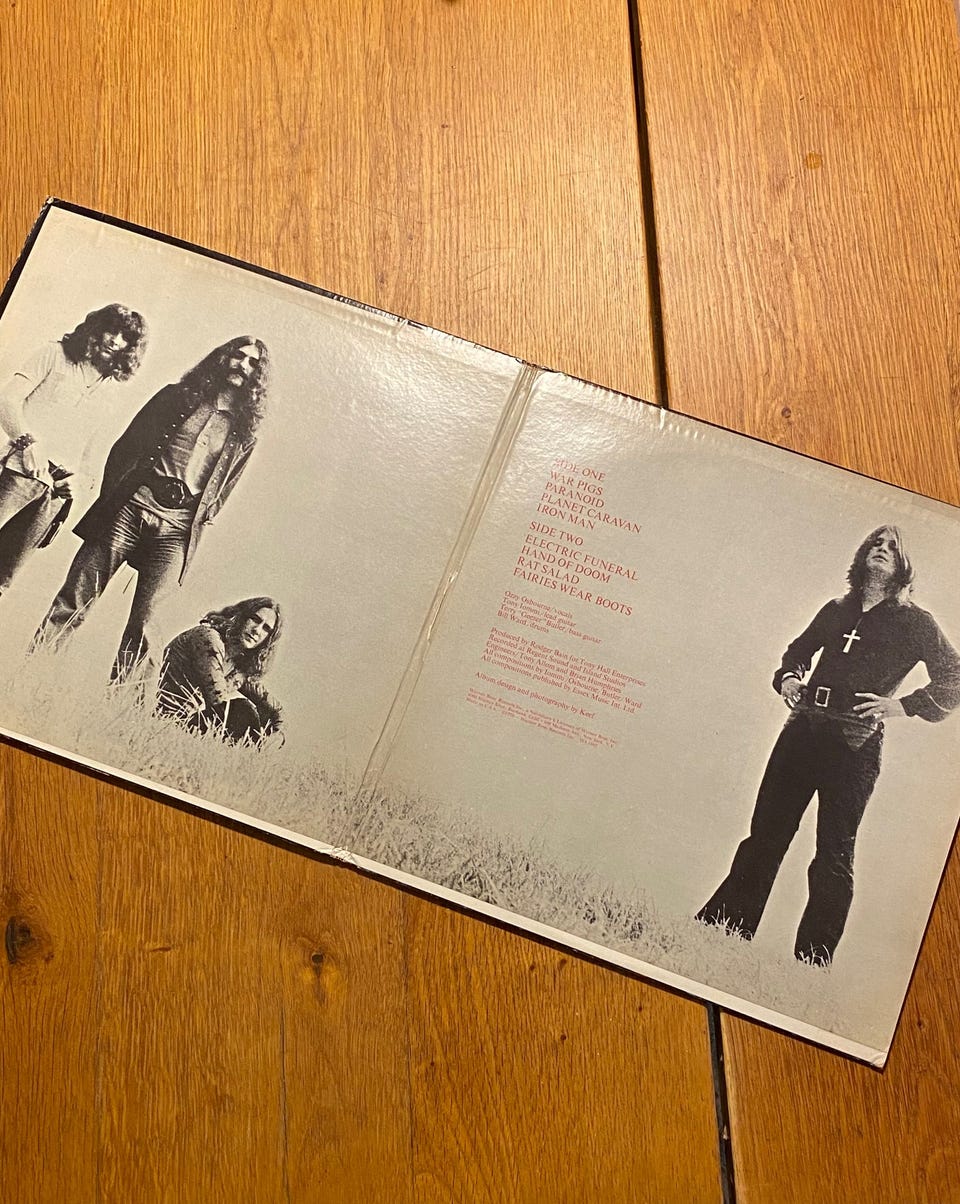 SIDE ONE
WAR PIGS
PARANOID
PLANET CARAVAN
IRON MAN
SIDE TWO
ELECTRIC FUNERAL
HAND OF DOOM
RAT SALAD
FAIRIES WEAR BOOTS
Ozzy Osbourne/vocals
Tony Iommi/lead guitar
Terry "Geezer" Butler/bass guitar
Bill Ward/drums
Produced by Rodger Bain for Tony Hall Enterprises
Recorded at Regent Sound and Island Studios
Engineers/Tony Allom and Brian Humphries
All compositions by Iommi/Osbourne/Butler/Ward
All compositions published by Essex Music Int. Ltd.
Album design and photography by Keef.